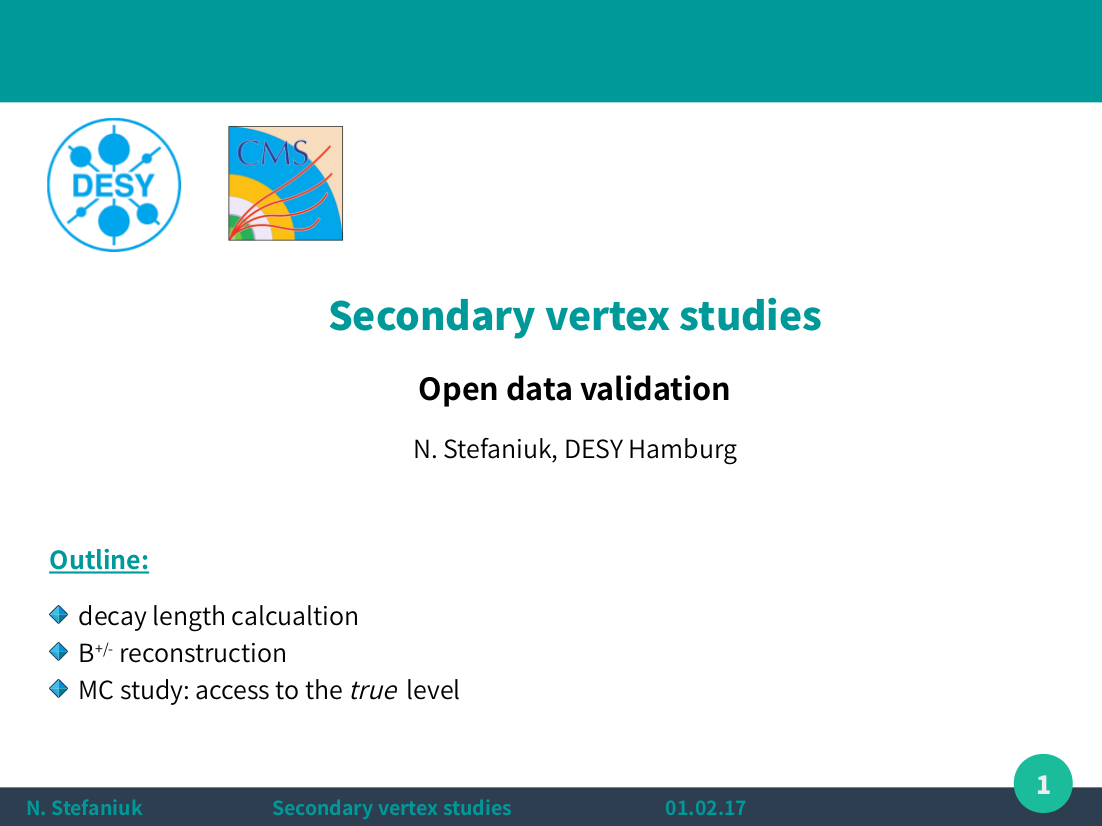 DESY
CMS
Secondary vertex studies
Open data validation
N. Stefaniuk, DESY Hamburg
Outline:
decay length calcualtion
B+/- reconstruction
MC study: access to the true level
1
N. Stefaniuk Secondary vertex studies 01.02.17